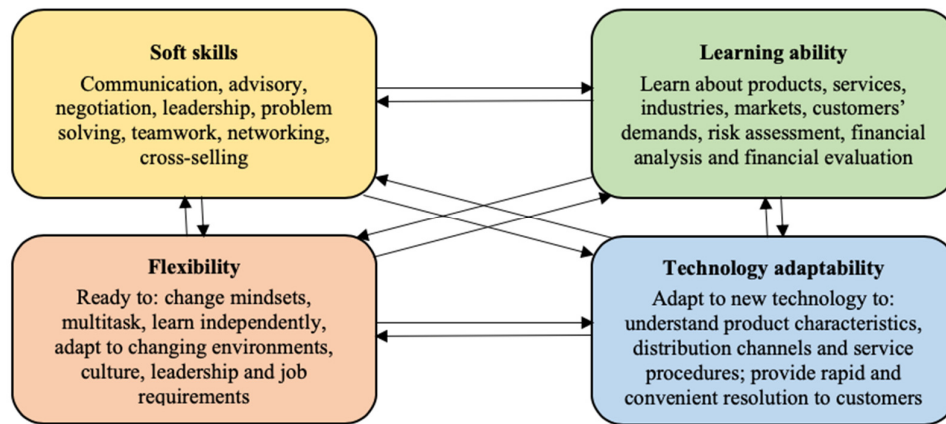 Soft skills
Communication, advisory,
negotiation, leadership, problem
solving, teamwork, networking,
cross-selling
Learning ability
Learn about products, services,
industries, markets, customers’
demands, risk assessment, financial
analysis and financial evaluation
Flexibility
Ready to: change mindsets,
multitask, learn independently,
adapt to changing environments,
culture, leadership and job
requirements
Technology adaptability
Adapt to new technology to:
understand product characteristics,
distribution channels and service
procedures; provide rapid and
convenient resolution to customers